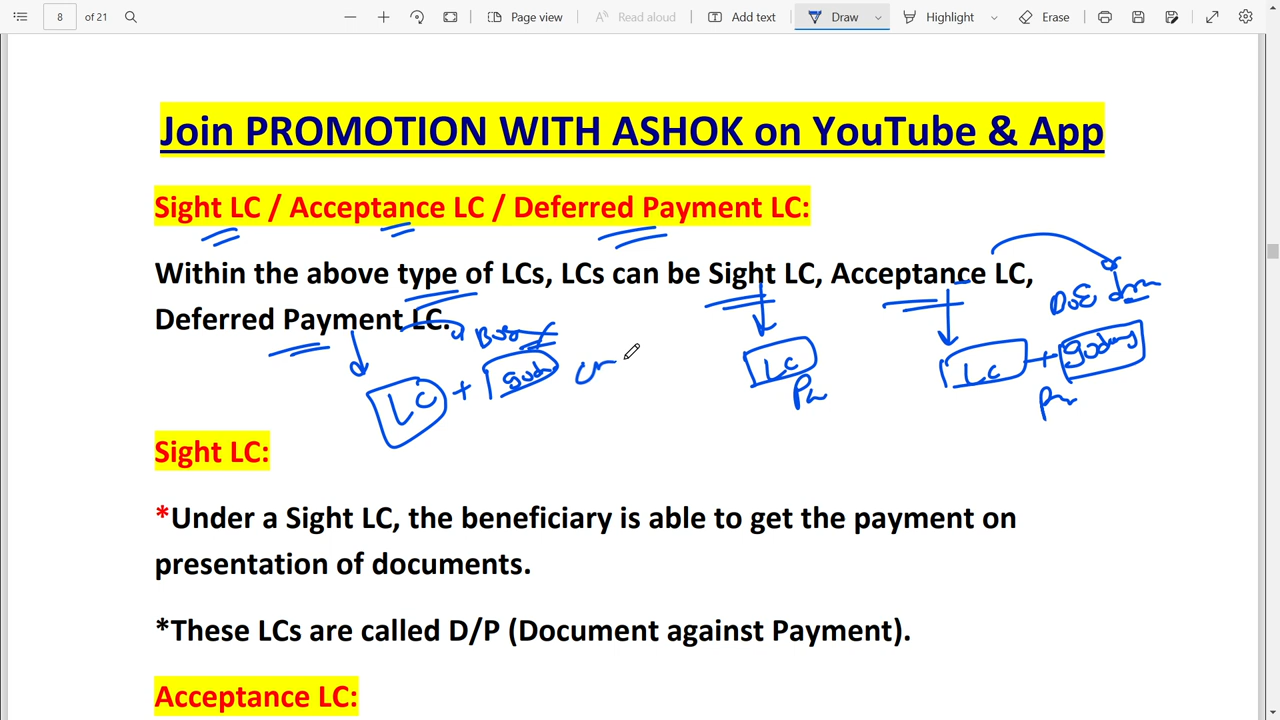 8 of 21 Page view Read aloud Add text Draw Highlight Erase
Join PROMOTION WITH ASHOK on YouTube & App
Sight LC / Acceptance LC / Deferred Payment LC:
Within the above type of LCs, LCs can be Sight LC, Acceptance LC,
Deferred Payment LC.
LC +
LC
LC +
Sight LC:
*Under a Sight LC, the beneficiary is able to get the payment on
presentation of documents.
*These LCs are called D/P (Document against Payment).
Acceptance LC: